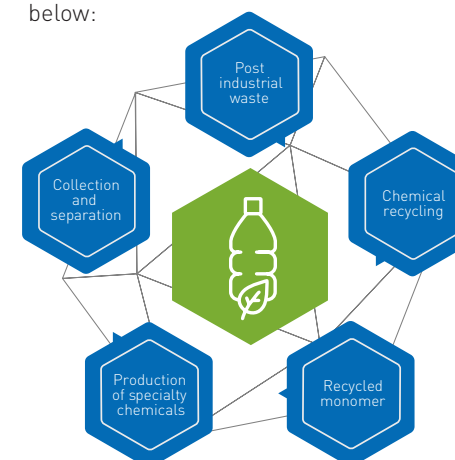 below:
Post
industrial
waste
Collection
and
separation
Chemical
recycling
Production
of specialty
chemicals
Recycled
monomer